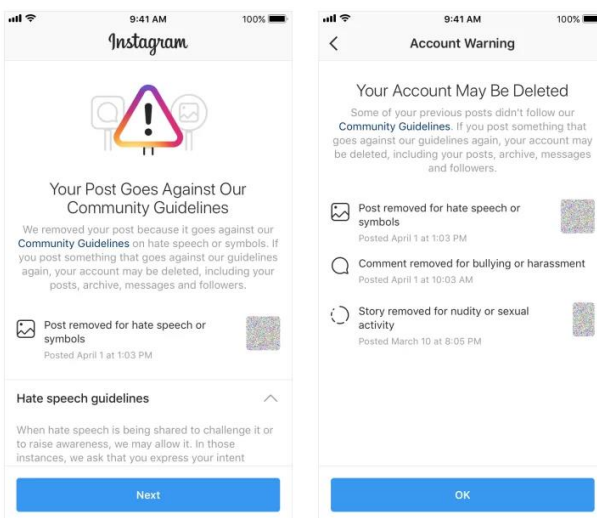 9:41 AM
100%
Instagram
Your Post Goes Against Our
Community Guidelines
We removed your post because it goes against our
Community Guidelines on hate speech or symbols. If
you post something that goes against our guidelines
again, your account may be deleted, including your
posts, archive, messages and followers.
Post removed for hate speech or
symbols
Posted April 1 at 1:03 PM
Hate speech guidelines
When hate speech is being shared to challenge it or
to raise awareness, we may allow it. In those
instances, we ask that you express your intent
Next
9:41 AM
100%
Account Warning
Your Account May Be Deleted
Some of your previous posts didn't follow our
Community Guidelines. If you post something that
goes against our guidelines again, your account may
be deleted, including your posts, archive, messages
and followers.
Post removed for hate speech or
symbols
Posted April 1 at 1:03 PM
Comment removed for bullying or harassment
Posted April 1 at 10:03 AM
Story removed for nudity or sexual
activity
Posted March 10 at 8:05 PM
OK